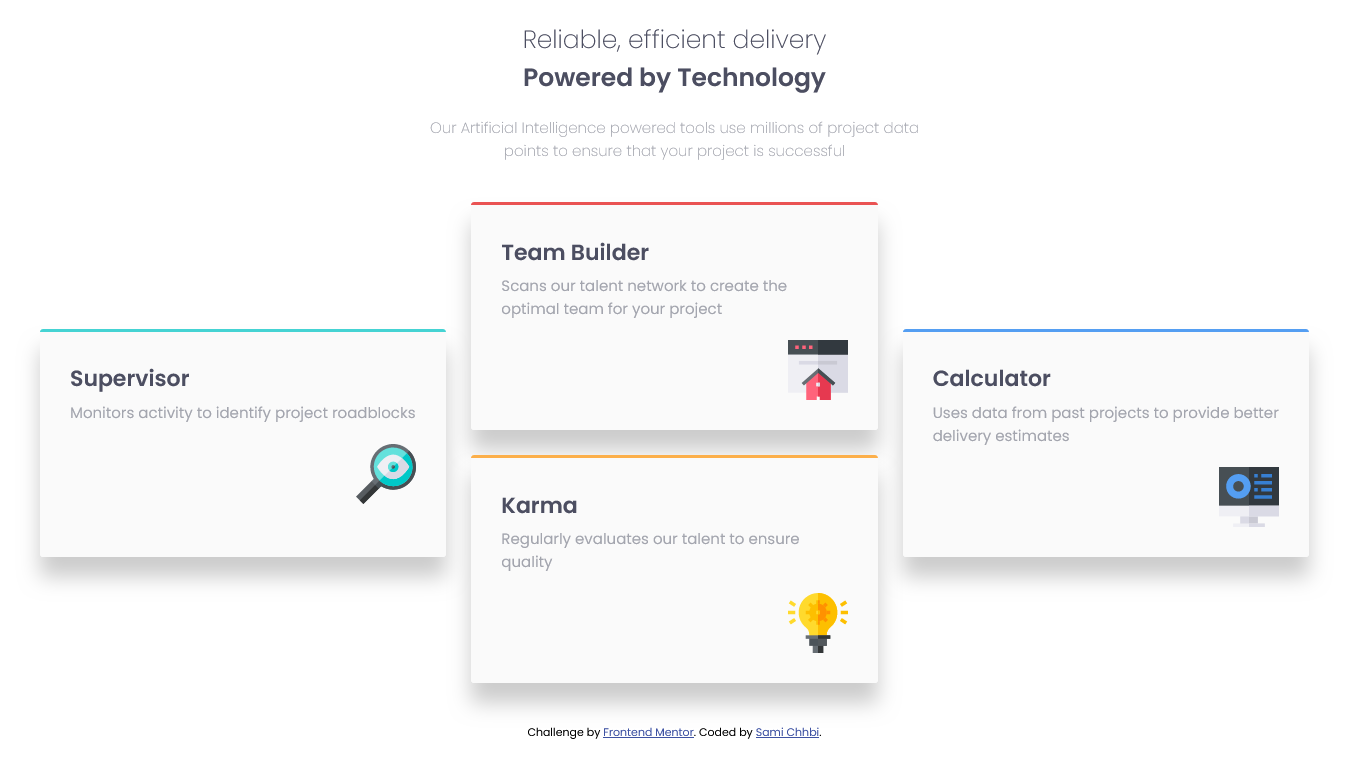 Reliable, efficient delivery
Powered by Technology
Our Artificial Intelligence powered tools use millions of project data
points to ensure that your project is successful
Supervisor
Monitors activity to identify project roadblocks
Team Builder
Scans our talent network to create the
optimal team for your project
Karma
Regularly evaluates our talent to ensure
quality
Calculator
Uses data from past projects to provide better
delivery estimates
Challenge by Frontend Mentor. Coded by Sami Chhbi.